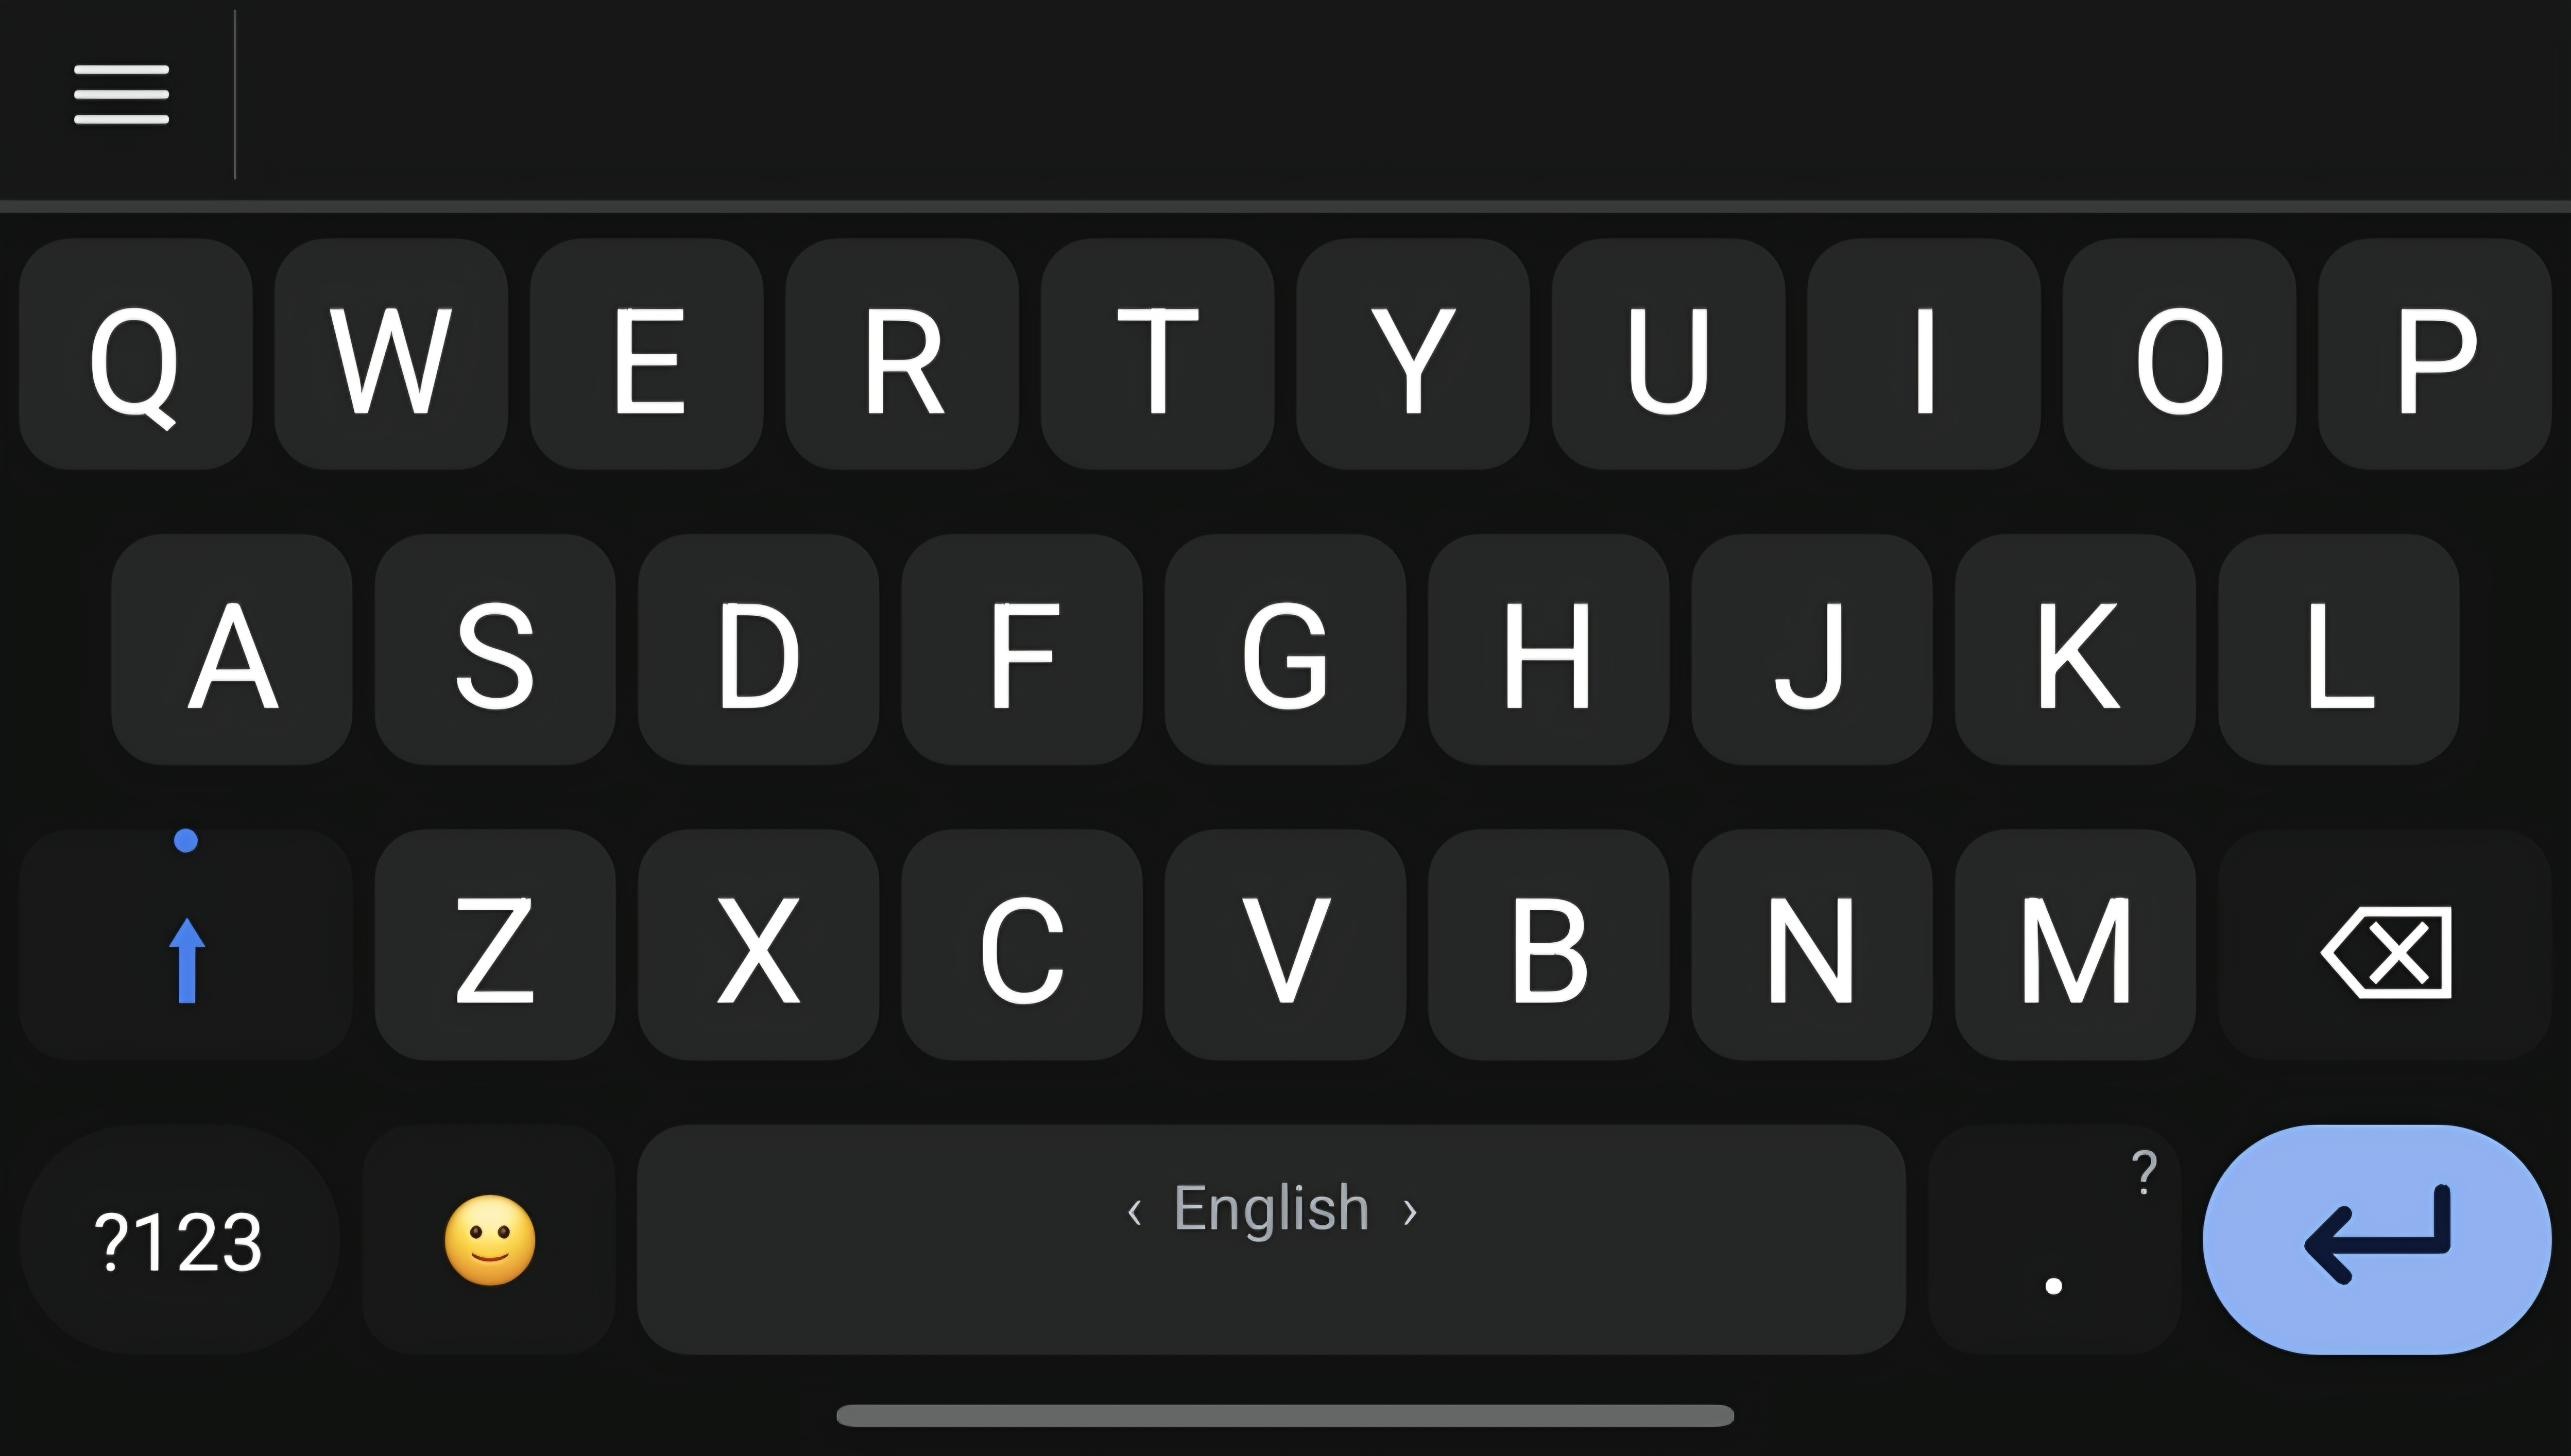 Q W E R T Y U I O P
A S D F G H J K L
Z X C V B N M
?123 ‹ English › . ?